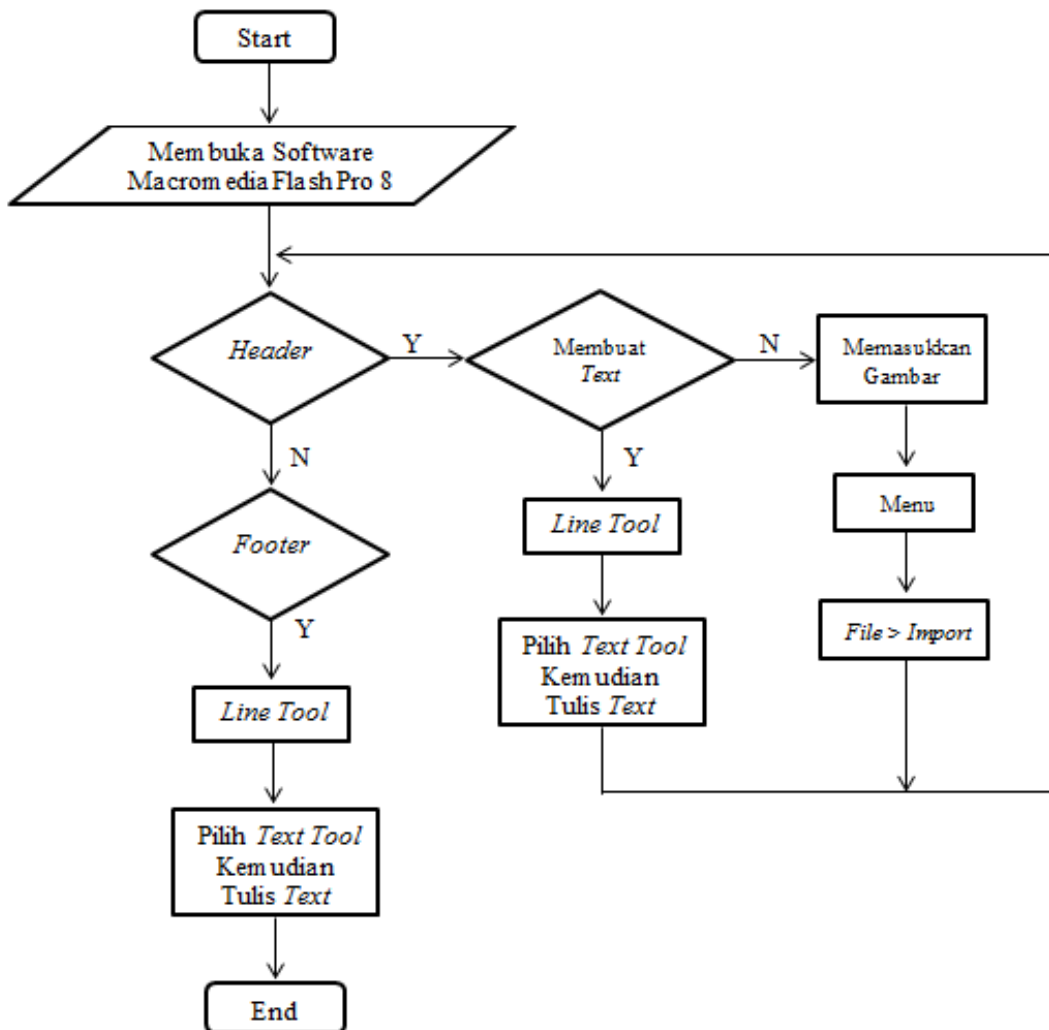 Start
Membuka Software
Macromedia Flash Pro 8
Header
Y
Membuat
Text
N
Memasukkan
Gambar
N
Y
Menu
Line Tool
Footer
Y
File > Import
Pilih Text Tool
Kemudian
Tulis Text
Line Tool
Pilih Text Tool
Kemudian
Tulis Text
End